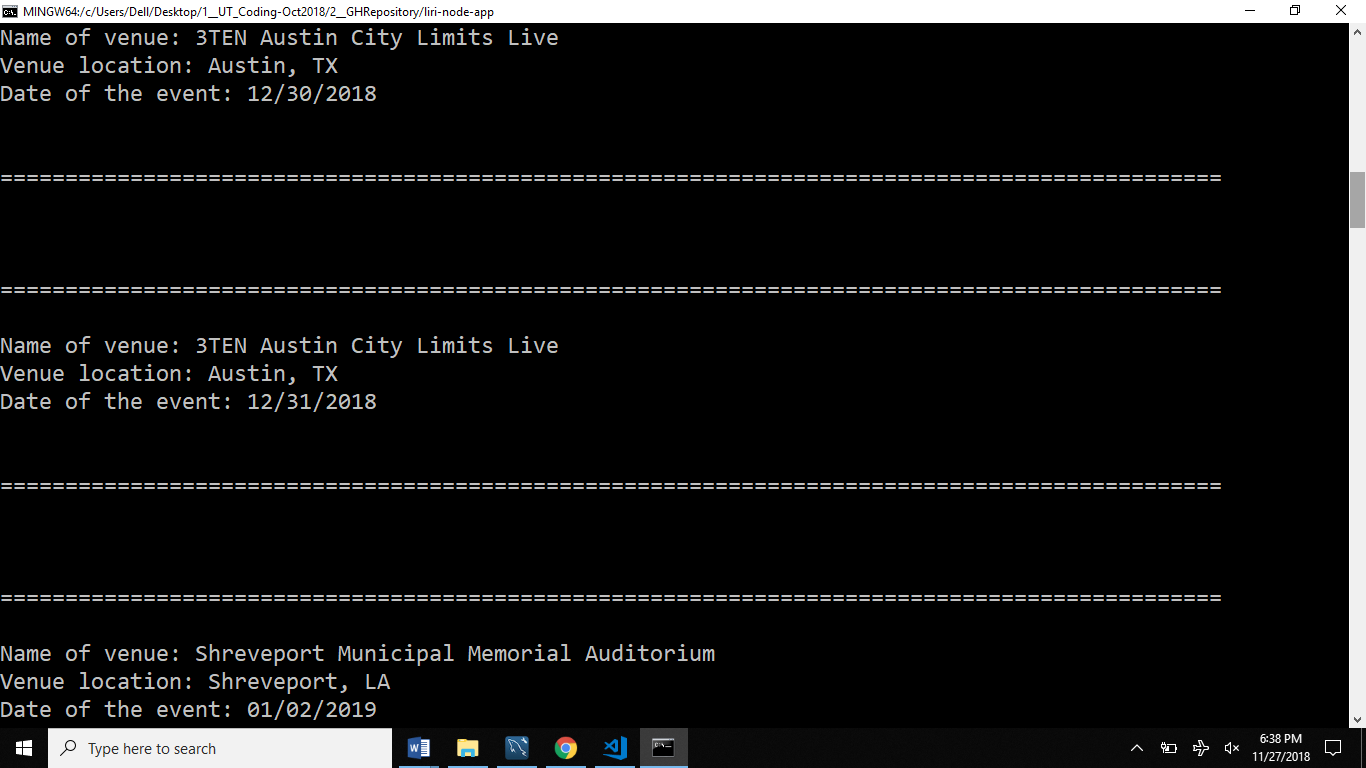 MINGW64:/c/Users/Dell/Desktop/1__UT_Coding-Oct2018/2__GHRepository/liri-node-app
Name of venue: 3TEN Austin City Limits Live
Venue location: Austin, TX
Date of the event: 12/30/2018
==============================================================================================
==============================================================================================
Name of venue: 3TEN Austin City Limits Live
Venue location: Austin, TX
Date of the event: 12/31/2018
==============================================================================================
==============================================================================================
Name of venue: Shreveport Municipal Memorial Auditorium
Venue location: Shreveport, LA
Date of the event: 01/02/2019
Type here to search
6:38 PM
11/27/2018